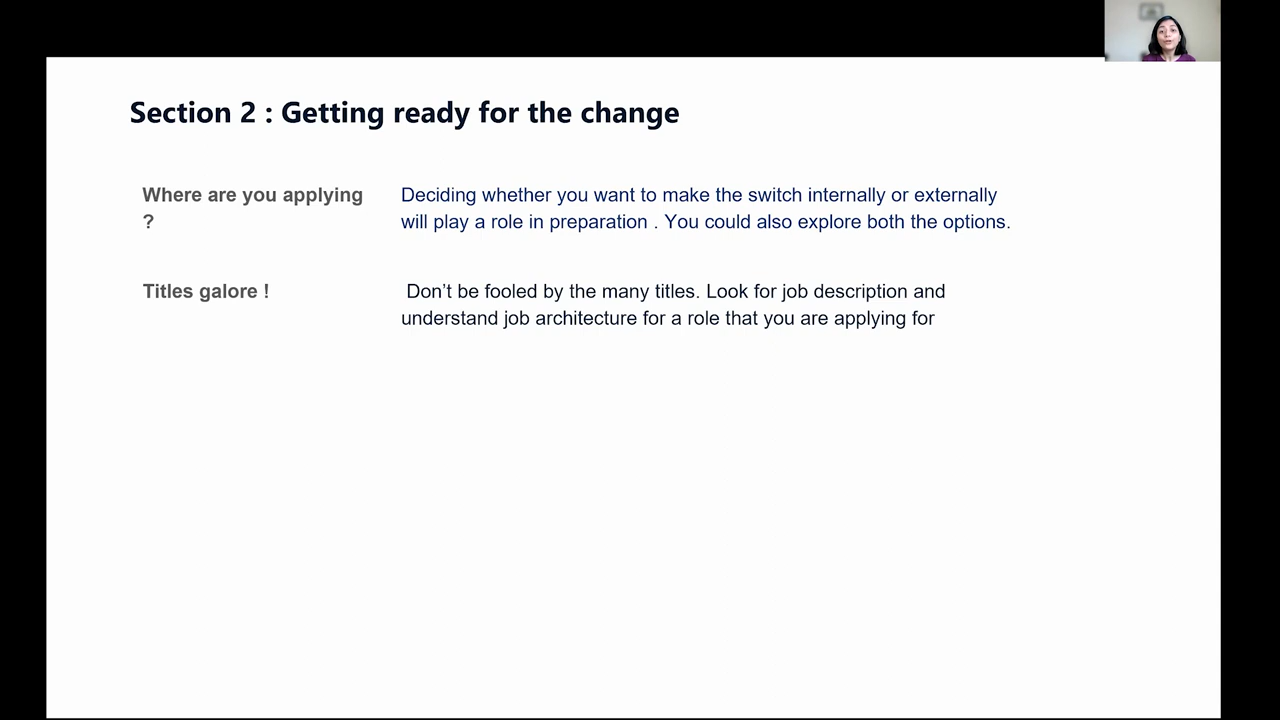 Section 2 : Getting ready for the change
Where are you applying
?
Deciding whether you want to make the switch internally or externally
will play a role in preparation . You could also explore both the options.
Titles galore !
Don’t be fooled by the many titles. Look for job description and
understand job architecture for a role that you are applying for